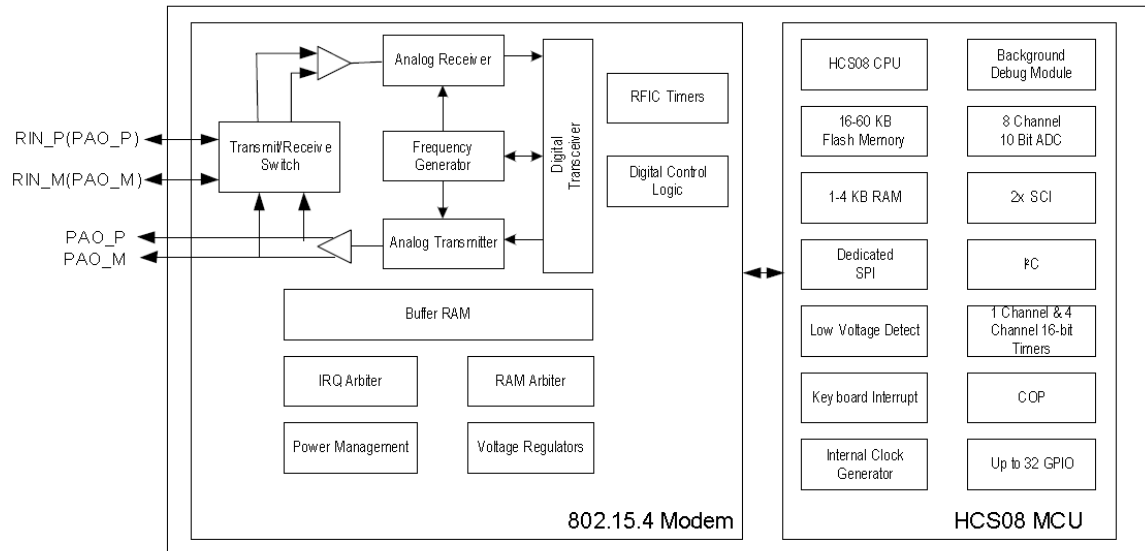 RIN_P(PAO_P)
RIN_M(PAO_M)
PAO_P
PAO_M
Transmit/Receive
Switch
Analog Receiver
Frequency
Generator
Analog Transmitter
Digital
Transceiver
RFIC Timers
Digital Control
Logic
Buffer RAM
IRQ Arbiter
RAM Arbiter
Power Management
Voltage Regulators
802.15.4 Modem
HCS08 CPU
Background
Debug Module
16-60 KB
Flash Memory
8 Channel
10 Bit ADC
1-4 KB RAM
2x SCI
Dedicated
SPI
I²C
Low Voltage Detect
1 Channel & 4
Channel 16-bit
Timers
Keyboard Interrupt
COP
Internal Clock
Generator
Up to 32 GPIO
HCS08 MCU